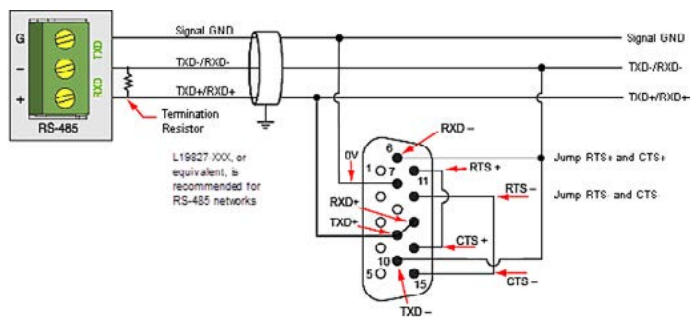 G
TXD
Signal GND
Signal GND
–
TXD-/RXD-
TXD-/RXD-
RXD
+
TXD+/RXD+
TXD+/RXD+
RS-485
Termination
Resistor
RXD –
6
0V
1
7
11
RTS +
Jump RTS+ and CTS+
L19827-XXX, or
equivalent, is
recommended for
RS-485 networks
RTS –
Jump RTS- and CTS-
RXD+
TXD+
CTS +
10
5
15
CTS –
TXD –